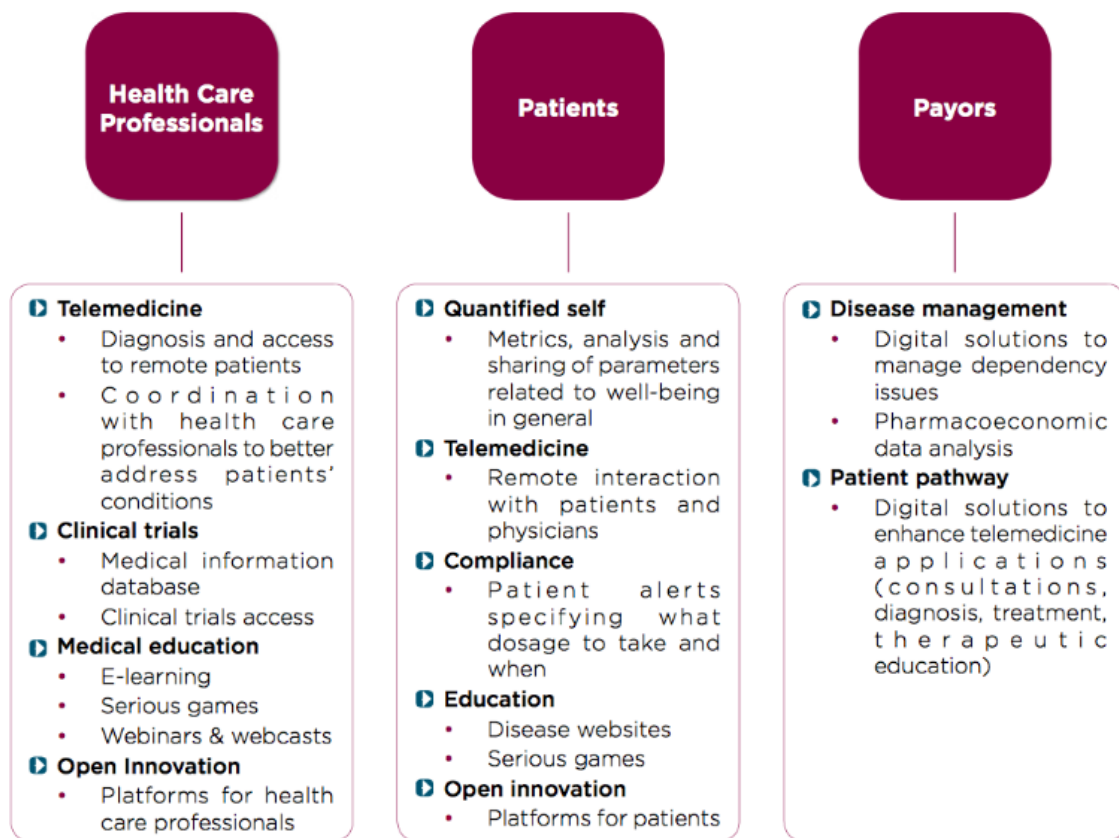 Health Care
Professionals
Patients
Payors
Telemedicine
• Diagnosis and access
to remote patients
• Coordination
with health care
professionals to better
address patients'
conditions
Clinical trials
• Medical information
database
• Clinical trials access
Medical education
• E-learning
• Serious games
• Webinars & webcasts
Open Innovation
• Platforms for health
care professionals
Quantified self
• Metrics, analysis and
sharing of parameters
related to well-being
in general
Telemedicine
• Remote interaction
with patients and
physicians
Compliance
• Patient alerts
specifying what
dosage to take and
when
Education
• Disease websites
• Serious games
Open innovation
• Platforms for patients
Disease management
• Digital solutions to
manage dependency
issues
• Pharmacoeconomic
data analysis
Patient pathway
• Digital solutions to
enhance telemedicine
applications
(consultations,
diagnosis, treatment,
therapeutic
education)